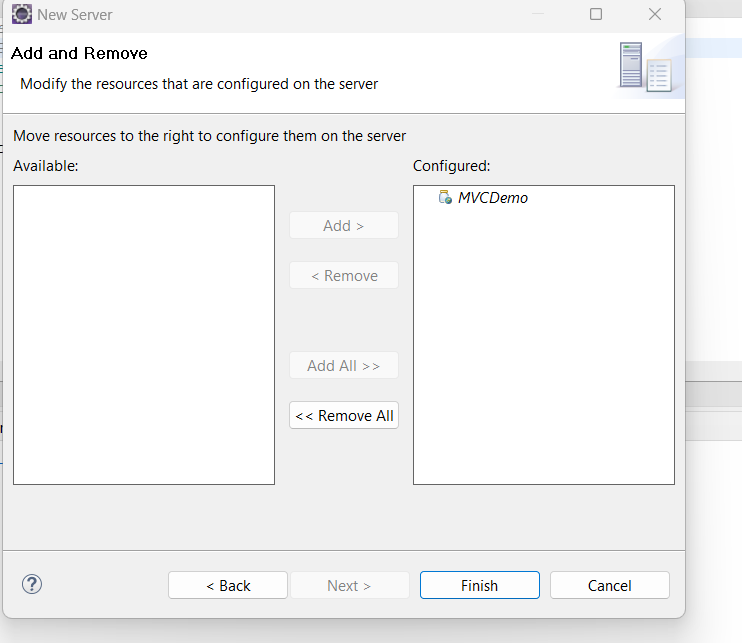 New Server
Add and Remove
Modify the resources that are configured on the server
Move resources to the right to configure them on the server
Available:
Configured:
MVCDemo
Add >
< Remove
Add All >>
<< Remove All
?
< Back
Next >
Finish
Cancel